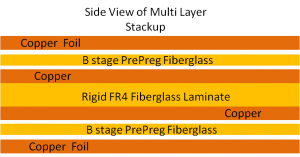 Side View of Multi Layer
Stackup
Copper Foil
B stage PrePreg Fiberglass
Copper
Rigid FR4 Fiberglass Laminate
Copper
B stage PrePreg Fiberglass
Copper Foil